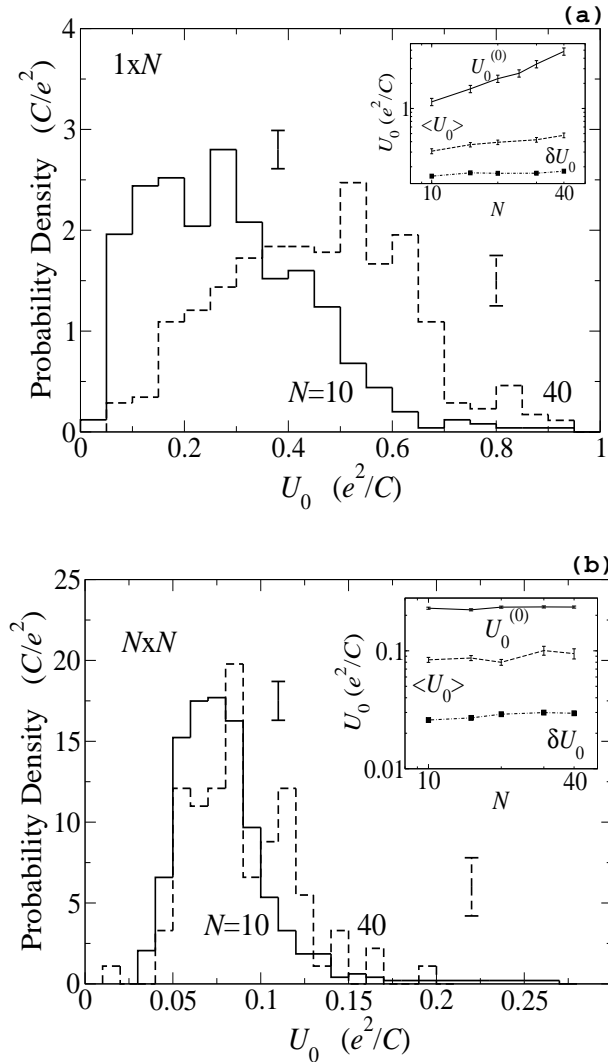 (a)
4
3
2
1
0
Probability Density (C/e²)
1xN
N=10
40
0
0.2
0.4
0.6
0.8
1
U₀ (e²/C)
U₀ (e²/C)
1
U₀⁽⁰⁾
<U₀>
δU₀
10
40
N
(b)
25
20
15
10
5
0
Probability Density (C/e²)
NxN
N=10
40
0
0.05
0.1
0.15
0.2
0.25
U₀ (e²/C)
U₀ (e²/C)
0.1
0.01
U₀⁽⁰⁾
<U₀>
δU₀
10
40
N